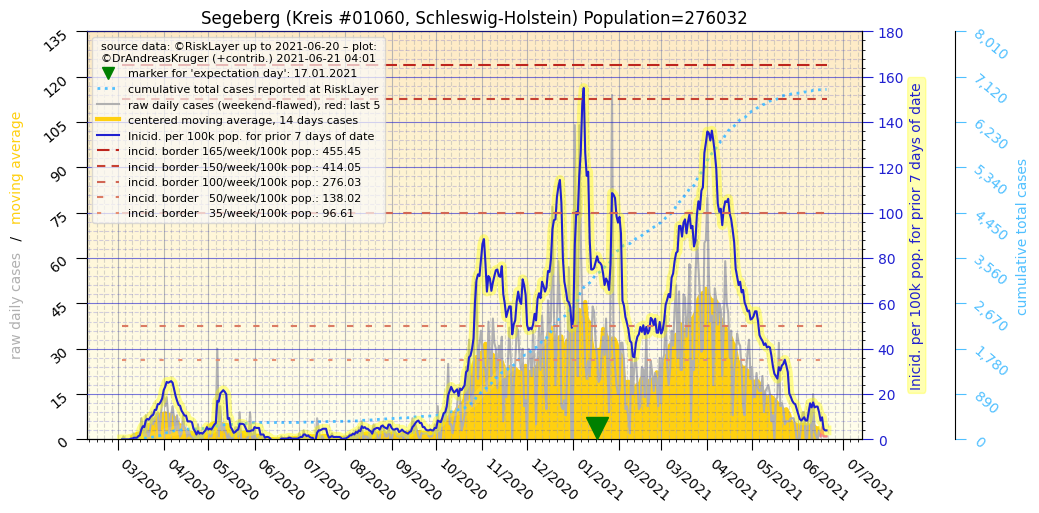 Segeberg (Kreis #01060, Schleswig-Holstein) Population=276032
source data: ©RiskLayer up to 2021-06-20 – plot:
©DrAndreasKruger (+contrib.) 2021-06-21 04:01
marker for 'expectation day': 17.01.2021
cumulative total cases reported at RiskLayer
raw daily cases (weekend-flawed), red: last 5
centered moving average, 14 days cases
Inicid. per 100k pop. for prior 7 days of date
incid. border 165/week/100k pop.: 455.45
incid. border 150/week/100k pop.: 414.05
incid. border 100/week/100k pop.: 276.03
incid. border 50/week/100k pop.: 138.02
incid. border 35/week/100k pop.: 96.61
raw daily cases / moving average
135
120
105
90
75
60
45
30
15
0
180
160
140
120
100
80
60
40
20
0
Inicid. per 100k pop. for prior 7 days of date
8,010
7,120
6,230
5,340
4,450
3,560
2,670
1,780
890
0
cumulative total cases
03/2020
04/2020
05/2020
06/2020
07/2020
08/2020
09/2020
10/2020
11/2020
12/2020
01/2021
02/2021
03/2021
04/2021
05/2021
06/2021
07/2021